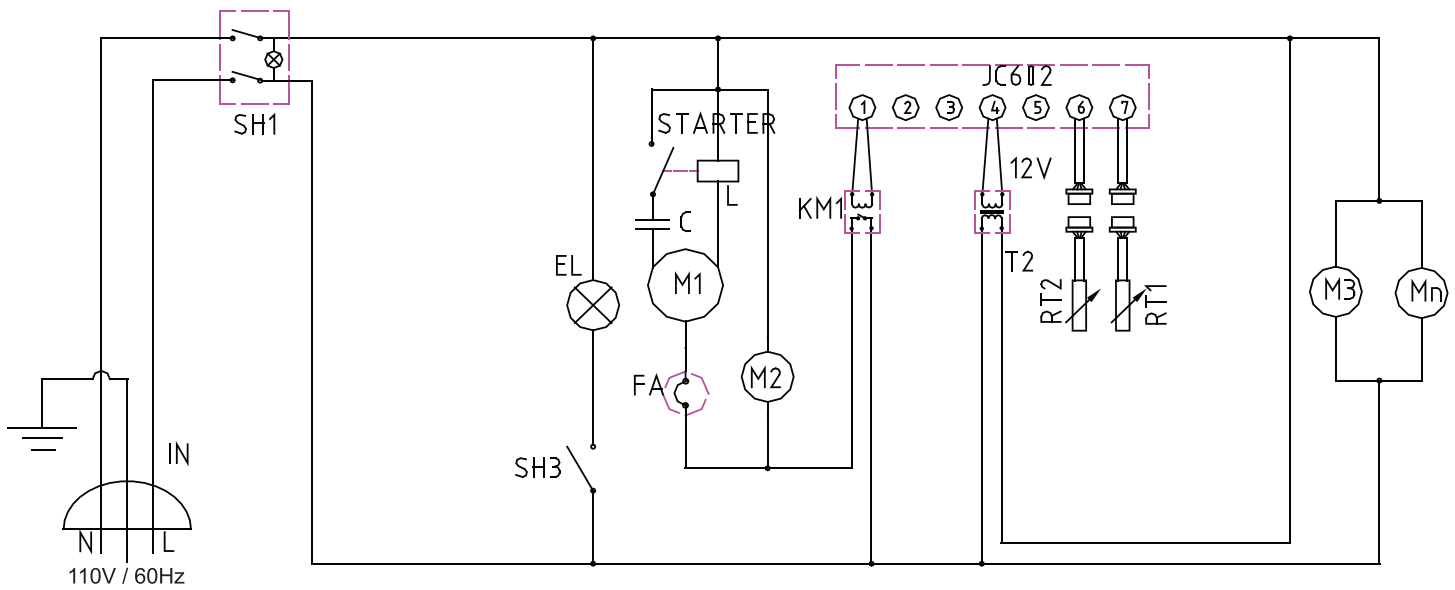 SH1
JC612
1 2 3 4 5 6 7
STARTER
L
C
KM1
12V
T2
EL
M1
M2
M3
Mn
RT2
RT1
FA
SH3
IN
N L
110V / 60Hz